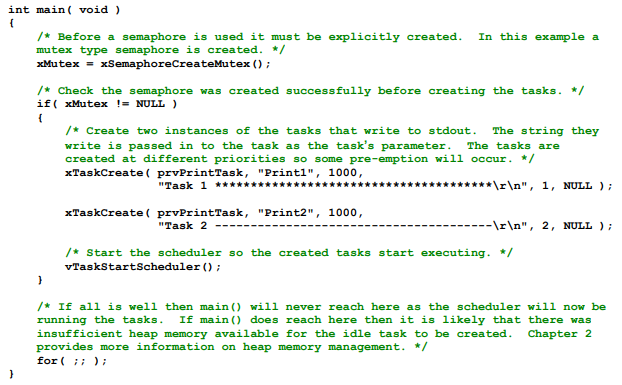 int main( void )
{
/* Before a semaphore is used it must be explicitly created.  In this example a
mutex type semaphore is created. */
xMutex = xSemaphoreCreateMutex();
/* Check the semaphore was created successfully before creating the tasks. */
if( xMutex != NULL )
{
/* Create two instances of the tasks that write to stdout.  The string they
write is passed in to the task as the task’s parameter.  The tasks are
created at different priorities so some pre-emption will occur. */
xTaskCreate( prvPrintTask, "Print1", 1000,
"Task 1 ***************************************\r\n", 1, NULL );
xTaskCreate( prvPrintTask, "Print2", 1000,
"Task 2 ---------------------------------------\r\n", 2, NULL );
/* Start the scheduler so the created tasks start executing. */
vTaskStartScheduler();
}
/* If all is well then main() will never reach here as the scheduler will now be
running the tasks.  If main() does reach here then it is likely that there was
insufficient heap memory available for the idle task to be created.  Chapter 2
provides more information on heap memory management. */
for( ;; );
}